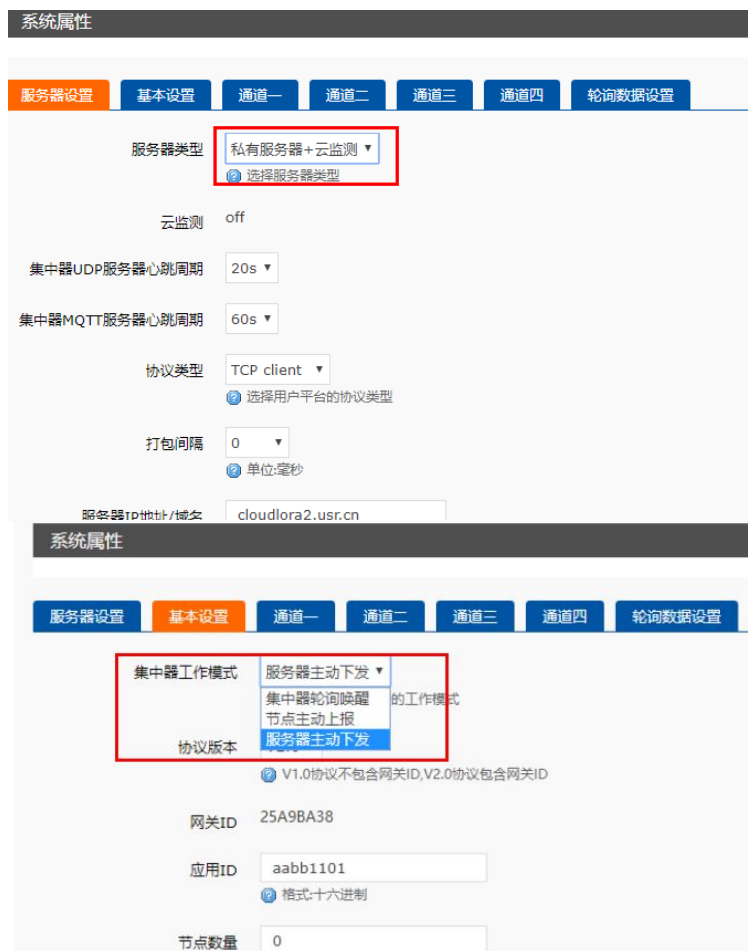 系统属性
服务器设置 基本设置 通道一 通道二 通道三 通道四 轮询数据设置
服务器类型 私有服务器+云监测
选择服务器类型
云监测 off
集中器UDP服务器心跳周期 20s
集中器MQTT服务器心跳周期 60s
协议类型 TCP client
选择用户平台的协议类型
打包间隔 0
单位:毫秒
服务器IP地址/域名 cloudlora2.usr.cn
系统属性
服务器设置 基本设置 通道一 通道二 通道三 通道四 轮询数据设置
集中器工作模式 服务器主动下发
集中器轮询唤醒 的工作模式
节点主动上报
服务器主动下发
协议版本
V1.0协议不包含网关ID,V2.0协议包含网关ID
网关ID 25A9BA38
应用ID aabb1101
格式:十六进制
节点数量 0